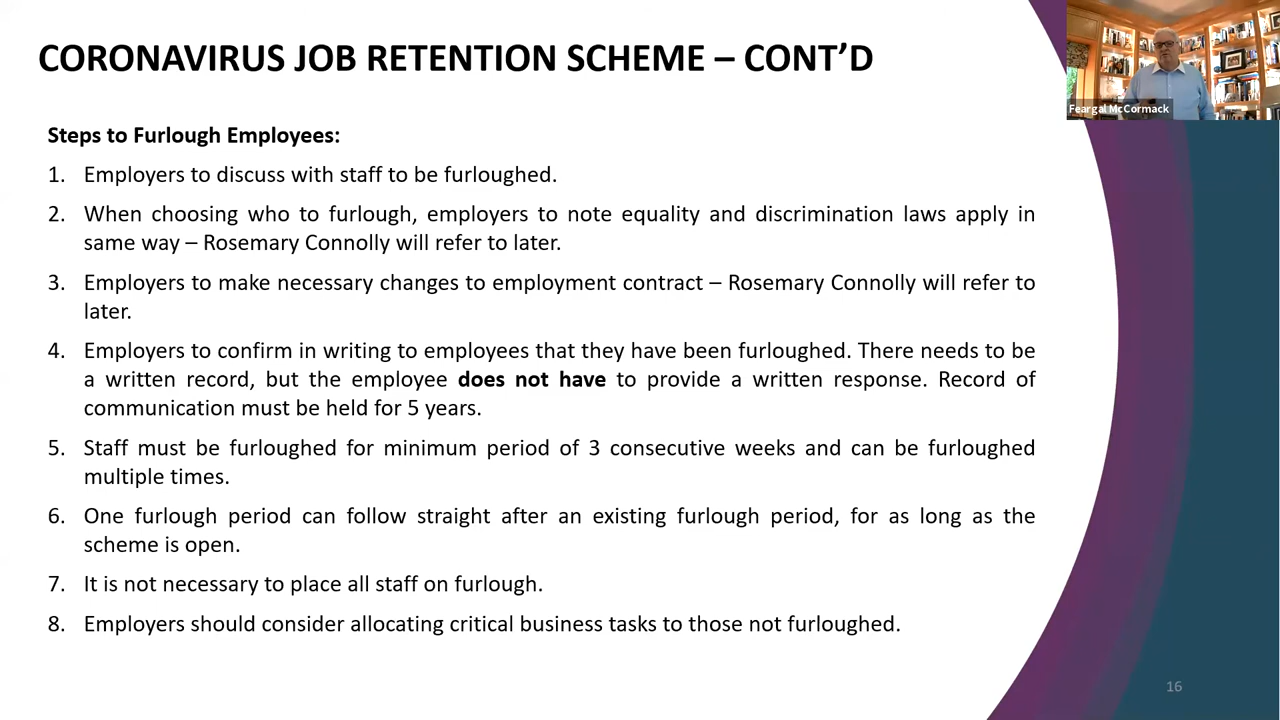 CORONAVIRUS JOB RETENTION SCHEME – CONT’D
Feargal McCormack
Steps to Furlough Employees:
1. Employers to discuss with staff to be furloughed.
2. When choosing who to furlough, employers to note equality and discrimination laws apply in
same way – Rosemary Connolly will refer to later.
3. Employers to make necessary changes to employment contract – Rosemary Connolly will refer to
later.
4. Employers to confirm in writing to employees that they have been furloughed. There needs to be
a written record, but the employee does not have to provide a written response. Record of
communication must be held for 5 years.
5. Staff must be furloughed for minimum period of 3 consecutive weeks and can be furloughed
multiple times.
6. One furlough period can follow straight after an existing furlough period, for as long as the
scheme is open.
7. It is not necessary to place all staff on furlough.
8. Employers should consider allocating critical business tasks to those not furloughed.
16